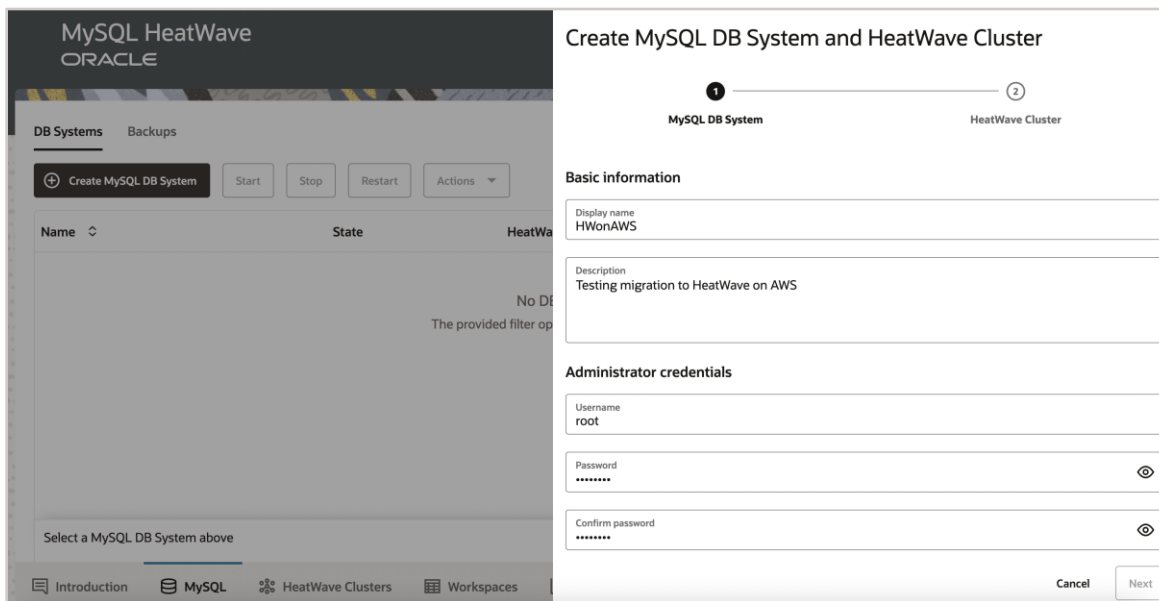 MySQL HeatWave
ORACLE
DB Systems Backups
Create MySQL DB System Start Stop Restart Actions
Name State HeatWa
No DB
The provided filter op
Select a MySQL DB System above
Introduction MySQL HeatWave Clusters Workspaces
Create MySQL DB System and HeatWave Cluster
1 2
MySQL DB System HeatWave Cluster
Basic information
Display name
HWonAWS
Description
Testing migration to HeatWave on AWS
Administrator credentials
Username
root
Password
••••••••
Confirm password
••••••••
Cancel Next